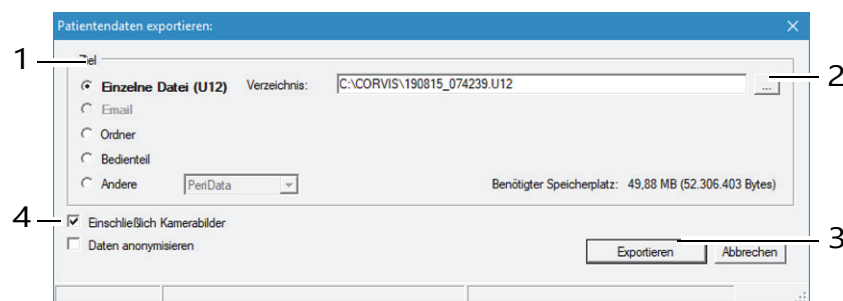 Patientendaten exportieren:
1
Ziel
Einzelne Datei (U12) Verzeichnis: C:\CORVIS\190815_074239.U12 ... 2
Email
Ordner
Bedienteil
Andere PeriData Benötigter Speicherplatz: 49,88 MB (52.306.403 Bytes)
4 Einschließlich Kamerabilder
Daten anonymisieren Exportieren Abbrechen 3